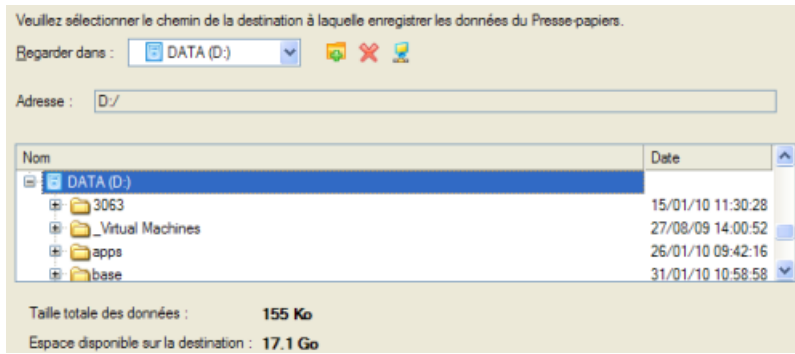 Veuillez sélectionner le chemin de la destination à laquelle enregistrer les données du Presse-papiers.
Regarder dans : DATA (D:)
Adresse : D:/
Nom Date
DATA (D:)
3063 15/01/10 11:30:28
_Virtual Machines 27/08/09 14:00:52
apps 26/01/10 09:42:16
base 31/01/10 10:58:58
Taille totale des données : 155 Ko
Espace disponible sur la destination : 17.1 Go